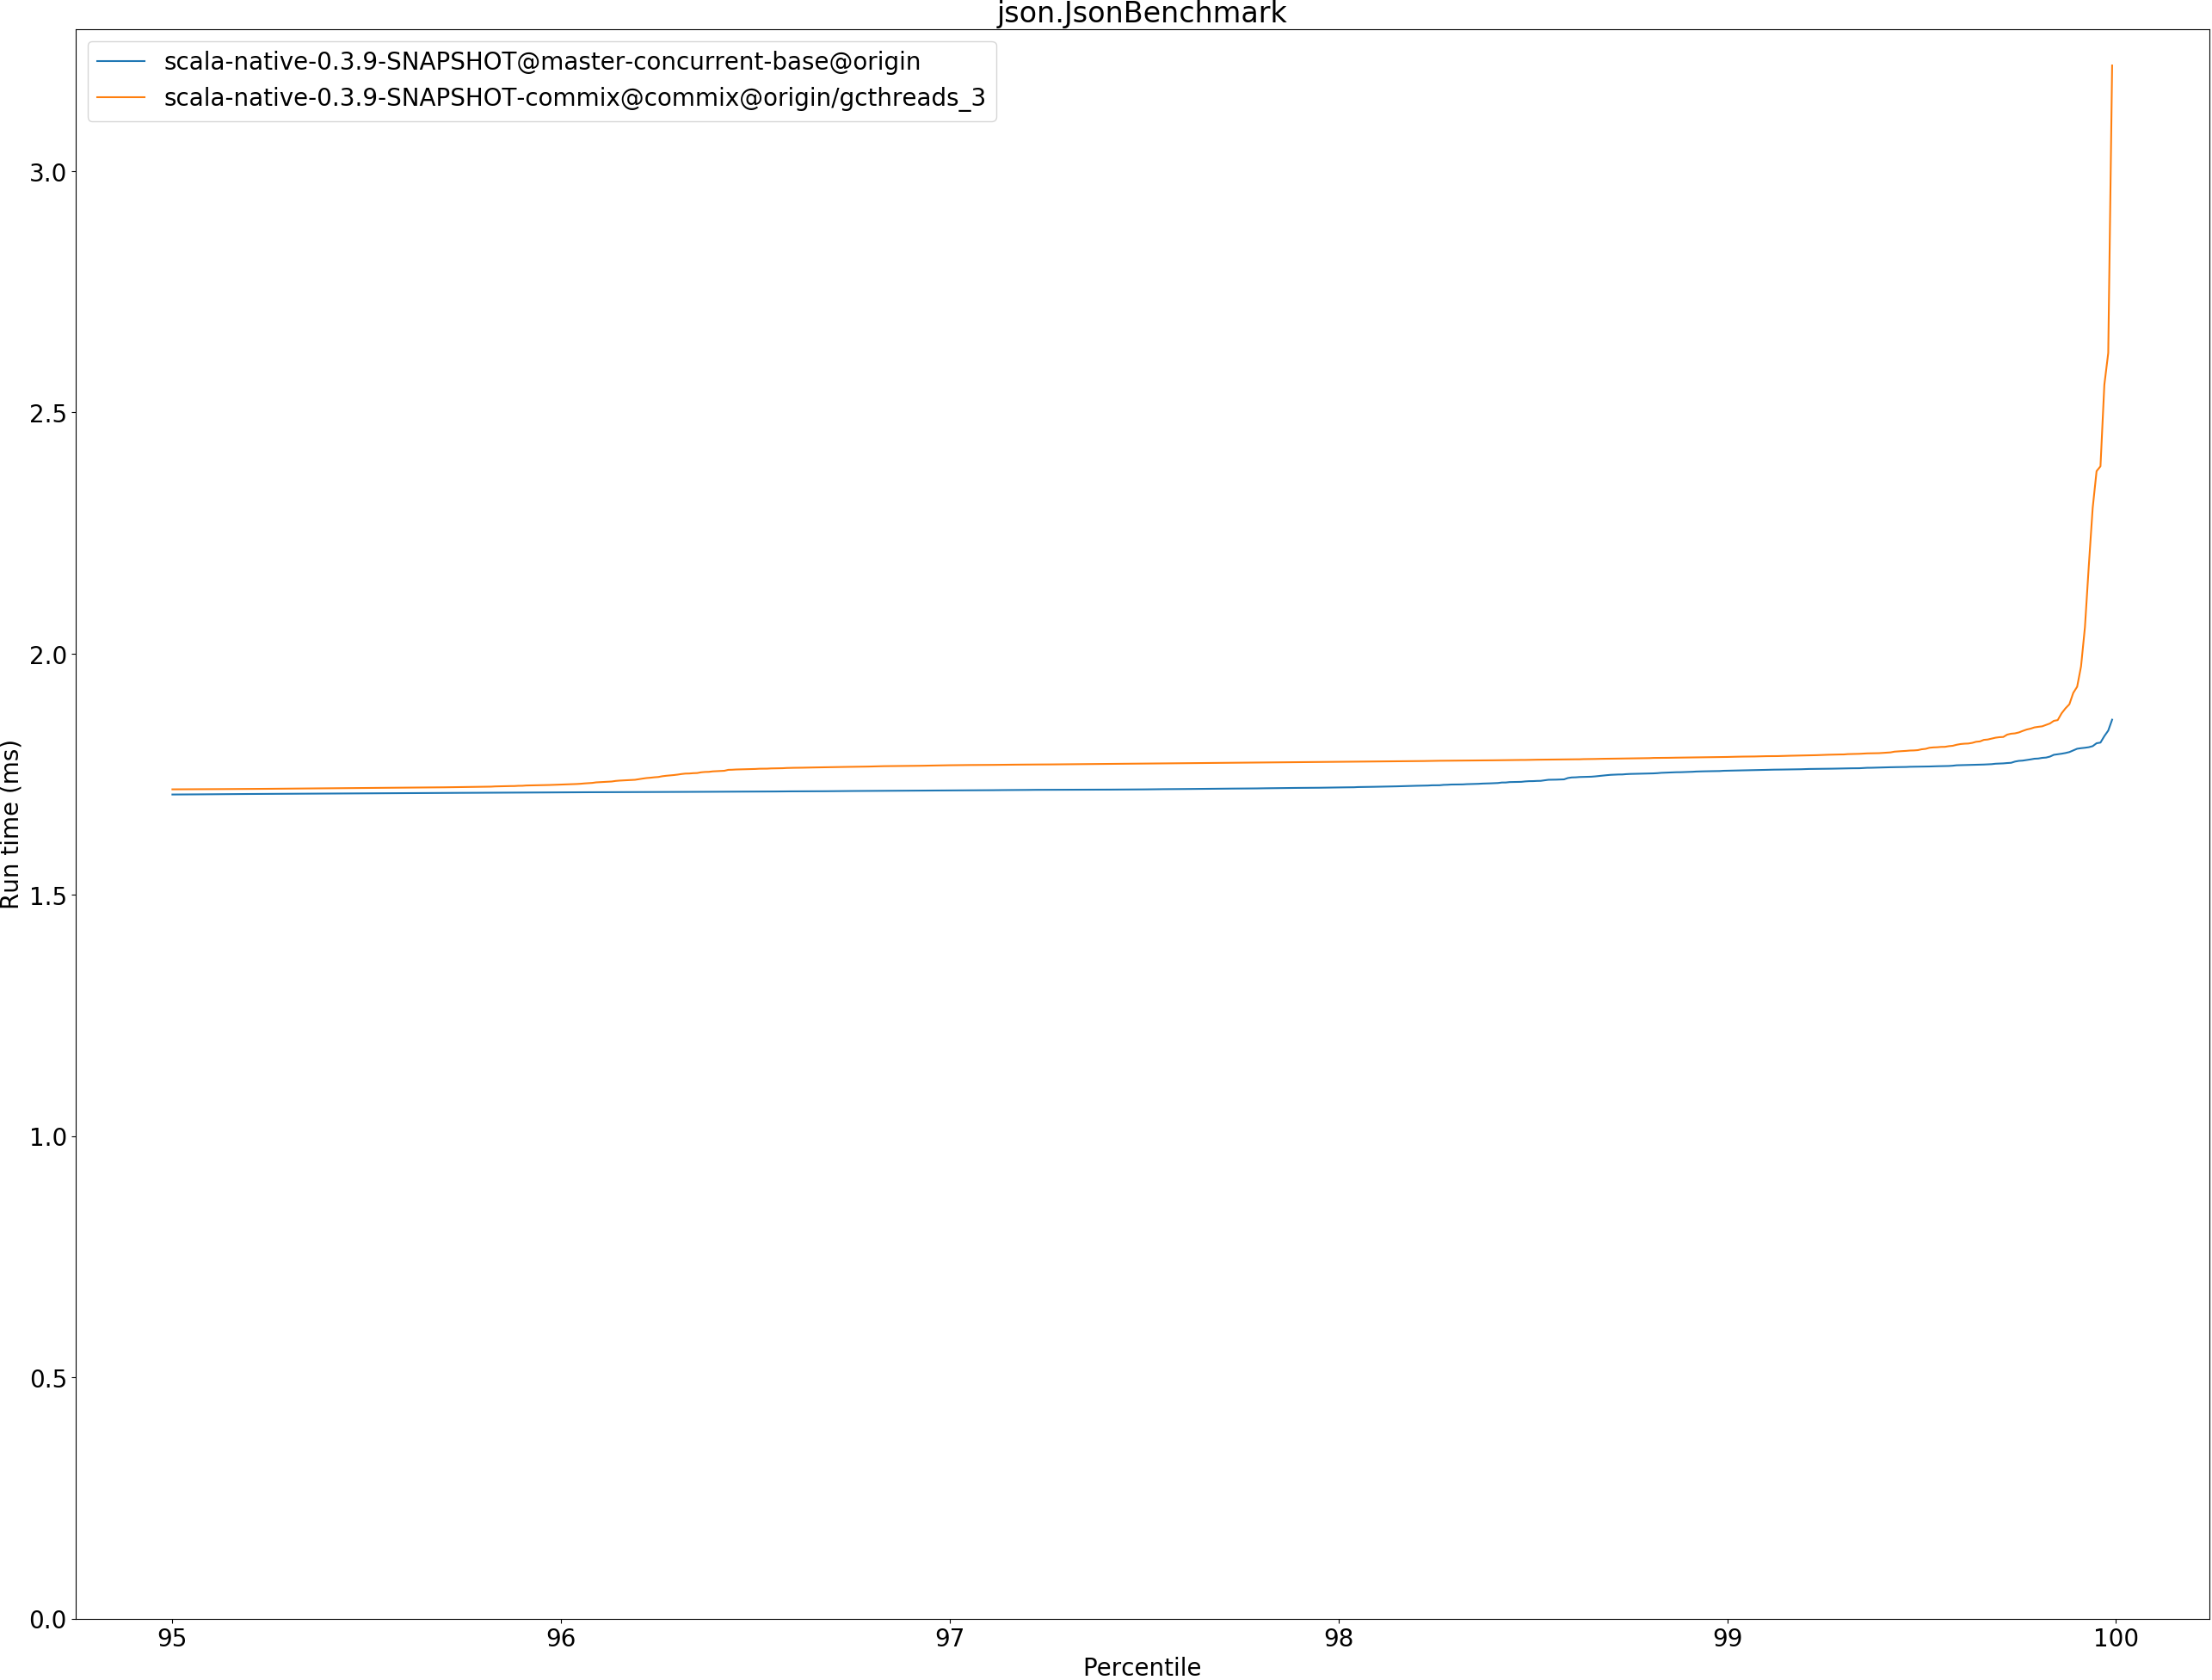 json.JsonBenchmark
scala-native-0.3.9-SNAPSHOT@master-concurrent-base@origin
scala-native-0.3.9-SNAPSHOT-commix@commix@origin/gcthreads_3
3.0
2.5
2.0
1.5
1.0
0.5
0.0
Run time (ms)
95 96 97 98 99 100
Percentile